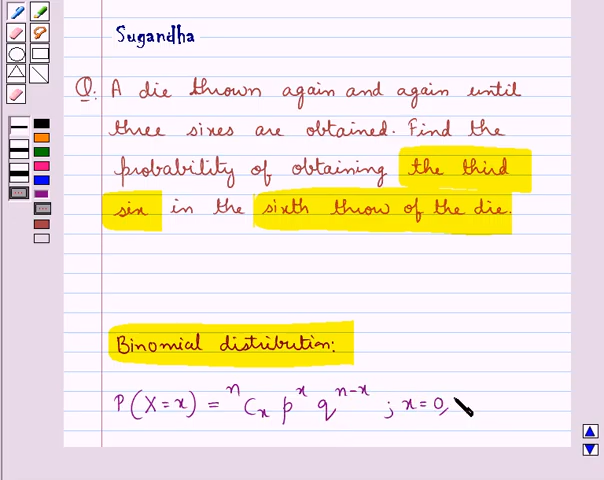 Sugandha
Q. A die thrown again and again until
three sixes are obtained. Find the
probability of obtaining the third
six in the sixth throw of the die.
Binomial distribution:
P(X=x) = ⁿCₓ pˣ qⁿ⁻ˣ ; x=0,